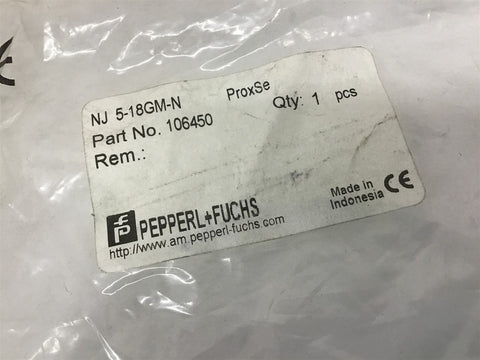 NJ 5-18GM-N ProxSe
Part No. 106450 Qty: 1 pcs
Rem.:
PEPPERL+FUCHS
http://www.am.pepperl-fuchs.com
Made in
Indonesia
CE